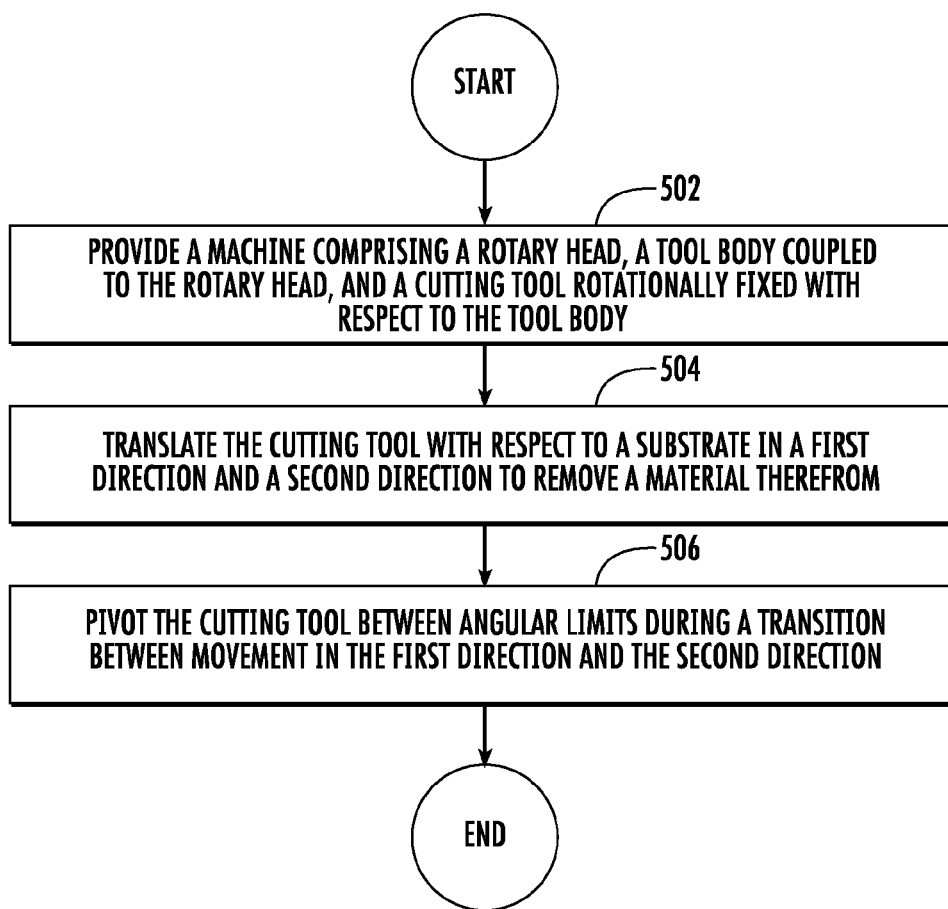 START
502
PROVIDE A MACHINE COMPRISING A ROTARY HEAD, A TOOL BODY COUPLED
TO THE ROTARY HEAD, AND A CUTTING TOOL ROTATIONALLY FIXED WITH
RESPECT TO THE TOOL BODY
504
TRANSLATE THE CUTTING TOOL WITH RESPECT TO A SUBSTRATE IN A FIRST
DIRECTION AND A SECOND DIRECTION TO REMOVE A MATERIAL THEREFROM
506
PIVOT THE CUTTING TOOL BETWEEN ANGULAR LIMITS DURING A TRANSITION
BETWEEN MOVEMENT IN THE FIRST DIRECTION AND THE SECOND DIRECTION
END